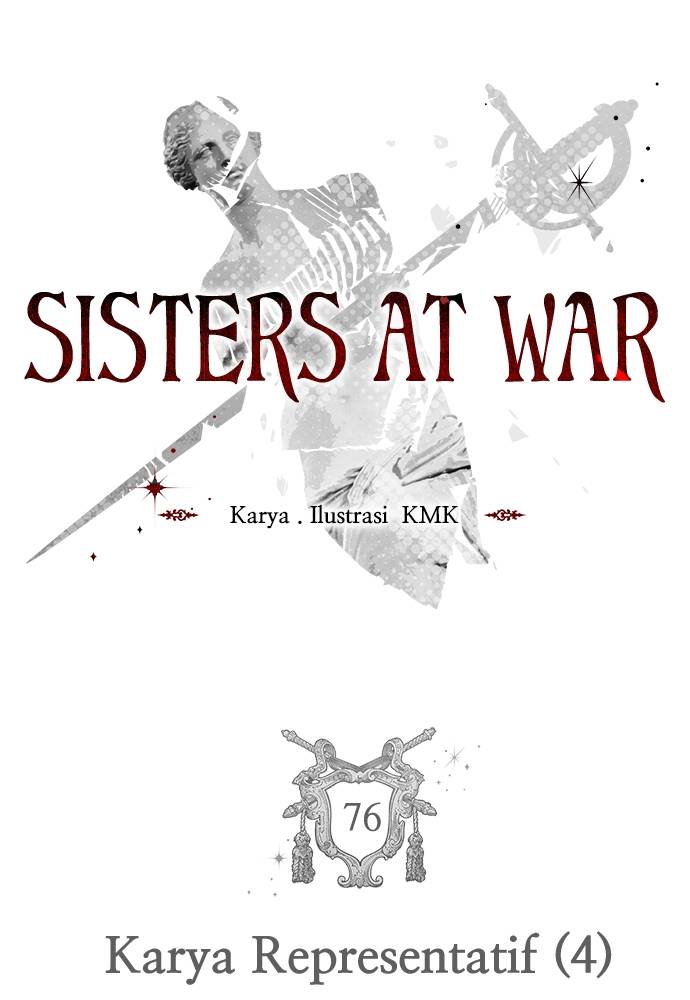 SISTERS AT WAR
Karya . Ilustrasi KMK
76
Karya Representatif (4)